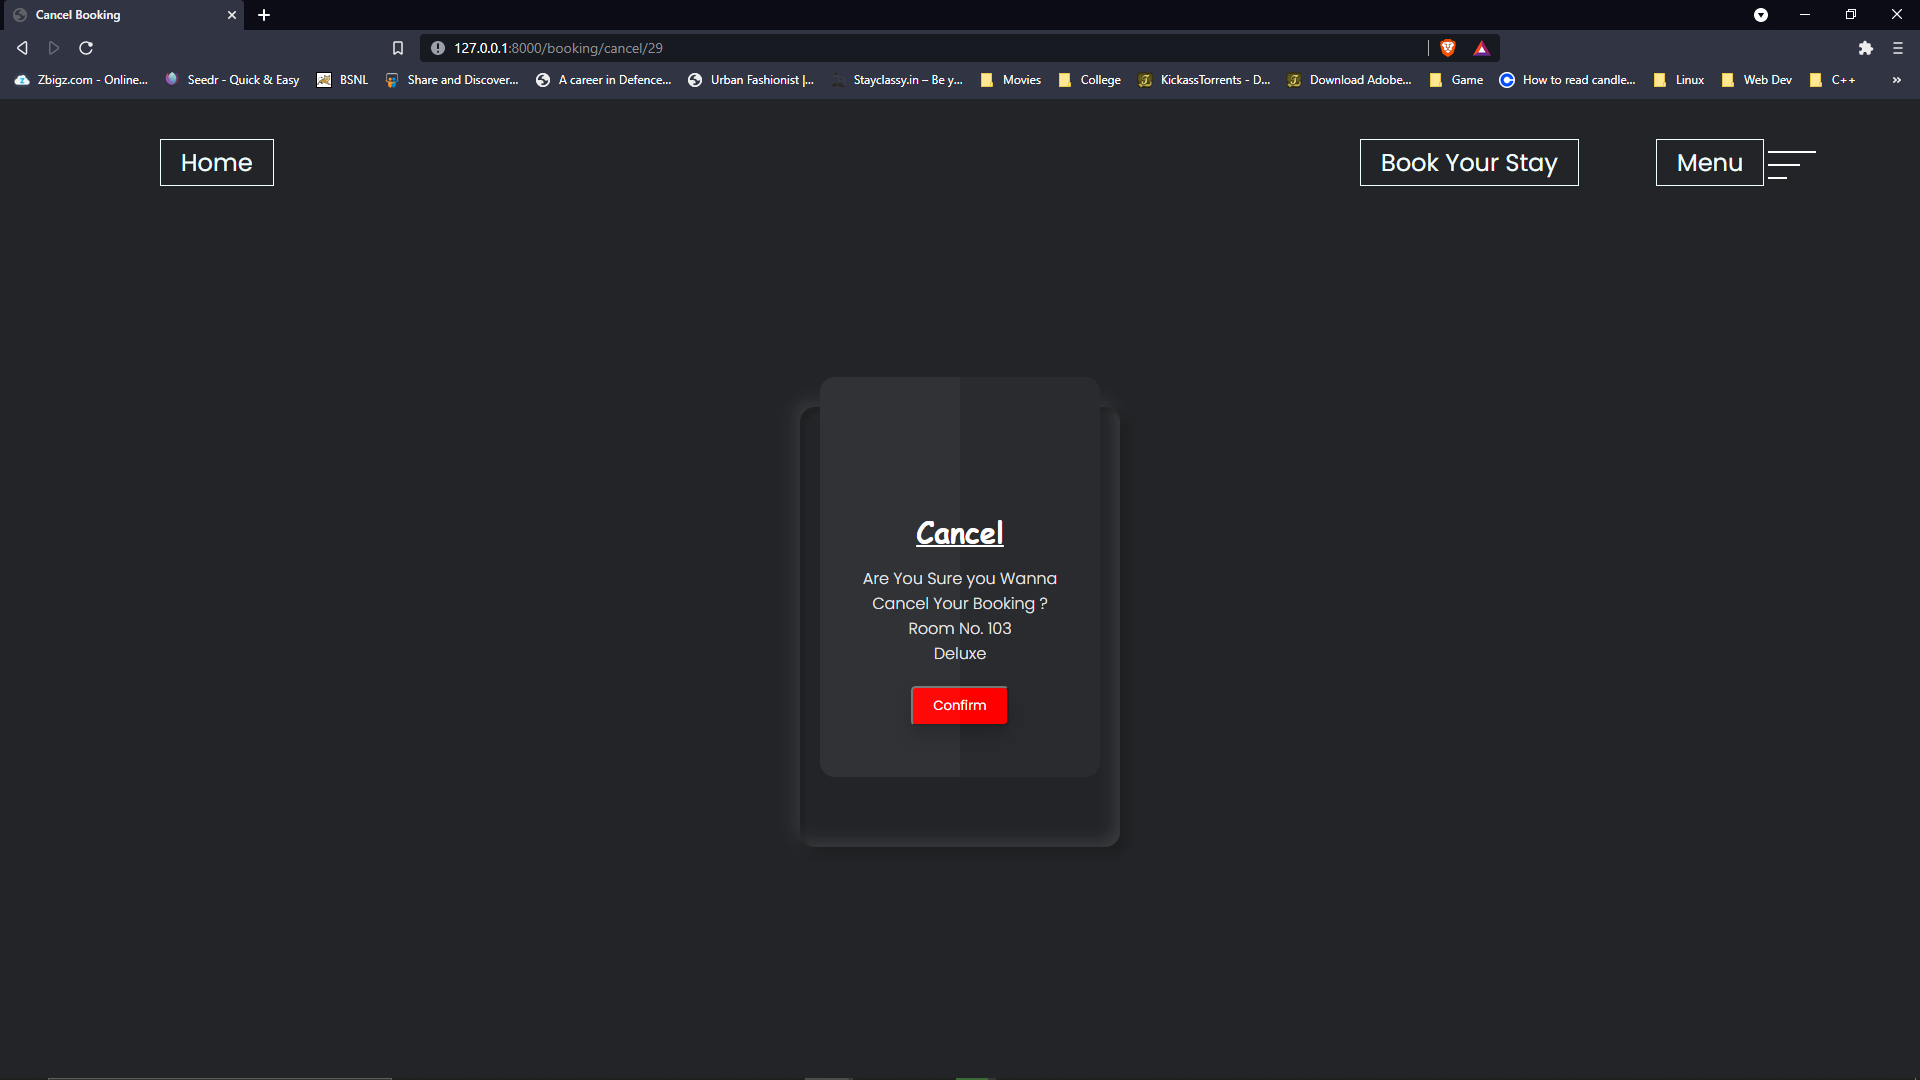 Cancel Booking
127.0.0.1:8000/booking/cancel/29
Zbigz.com - Online... Seedr - Quick & Easy BSNL Share and Discover... A career in Defence... Urban Fashionist |... Stayclassy.in – Be y... Movies College KickassTorrents - D... Download Adobe... Game How to read candle... Linux Web Dev C++ »
Home Book Your Stay Menu
Cancel
Are You Sure you Wanna
Cancel Your Booking ?
Room No. 103
Deluxe
Confirm